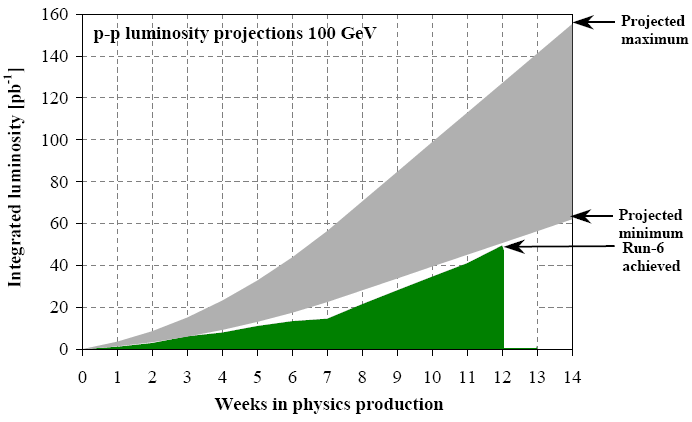 p-p luminosity projections 100 GeV
Integrated luminosity [pb-1]
160
140
120
100
80
60
40
20
0
0 1 2 3 4 5 6 7 8 9 10 11 12 13 14
Weeks in physics production
Projected
maximum
Projected
minimum
Run-6
achieved